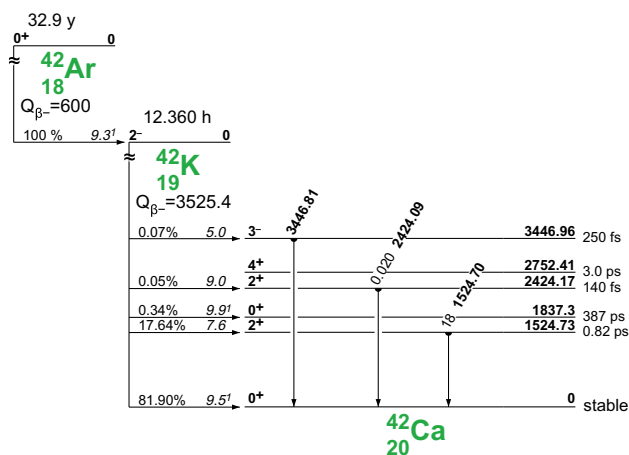 32.9 y
0+ 0
42
18 Ar
Qβ−=600
12.360 h
100 % 9.3¹ 2− 0
42
19 K
Qβ−=3525.4
3446.81
0.020 2424.09
18 1524.70
0.07% 5.0 3− 3446.96 250 fs
4+ 2752.41 3.0 ps
0.05% 9.0 2+ 2424.17 140 fs
0.34% 9.9¹ 0+ 1837.3 387 ps
17.64% 7.6 2+ 1524.73 0.82 ps
81.90% 9.5¹ 0+ 0 stable
42
20 Ca